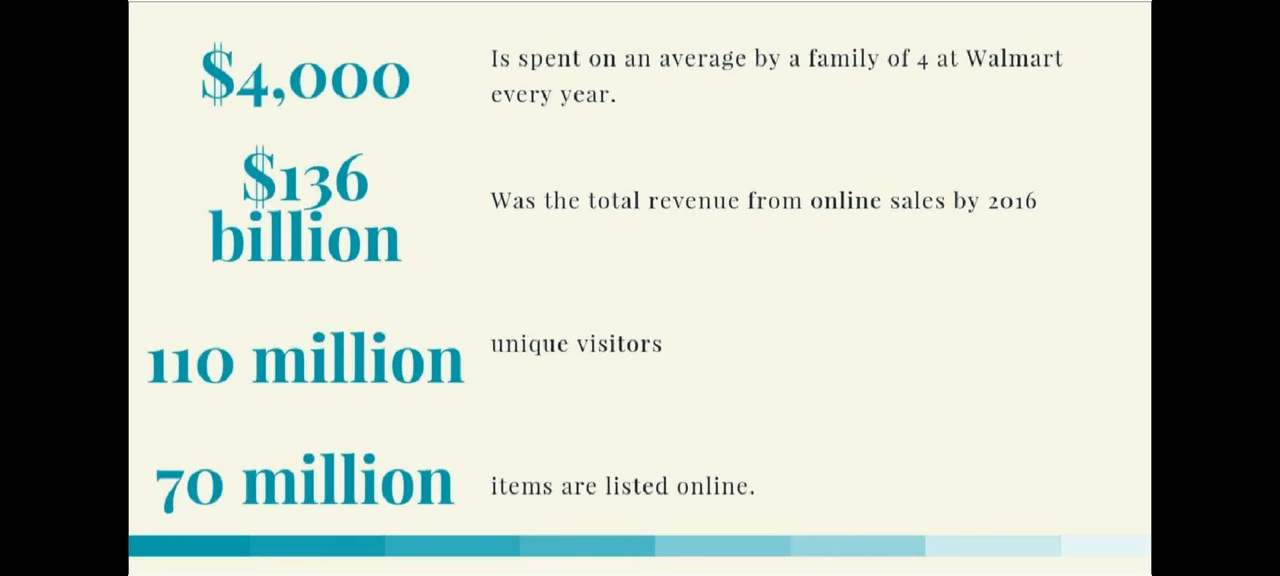 $4,000
Is spent on an average by a family of 4 at Walmart
every year.
$136
billion
Was the total revenue from online sales by 2016
110 million
unique visitors
70 million
items are listed online.